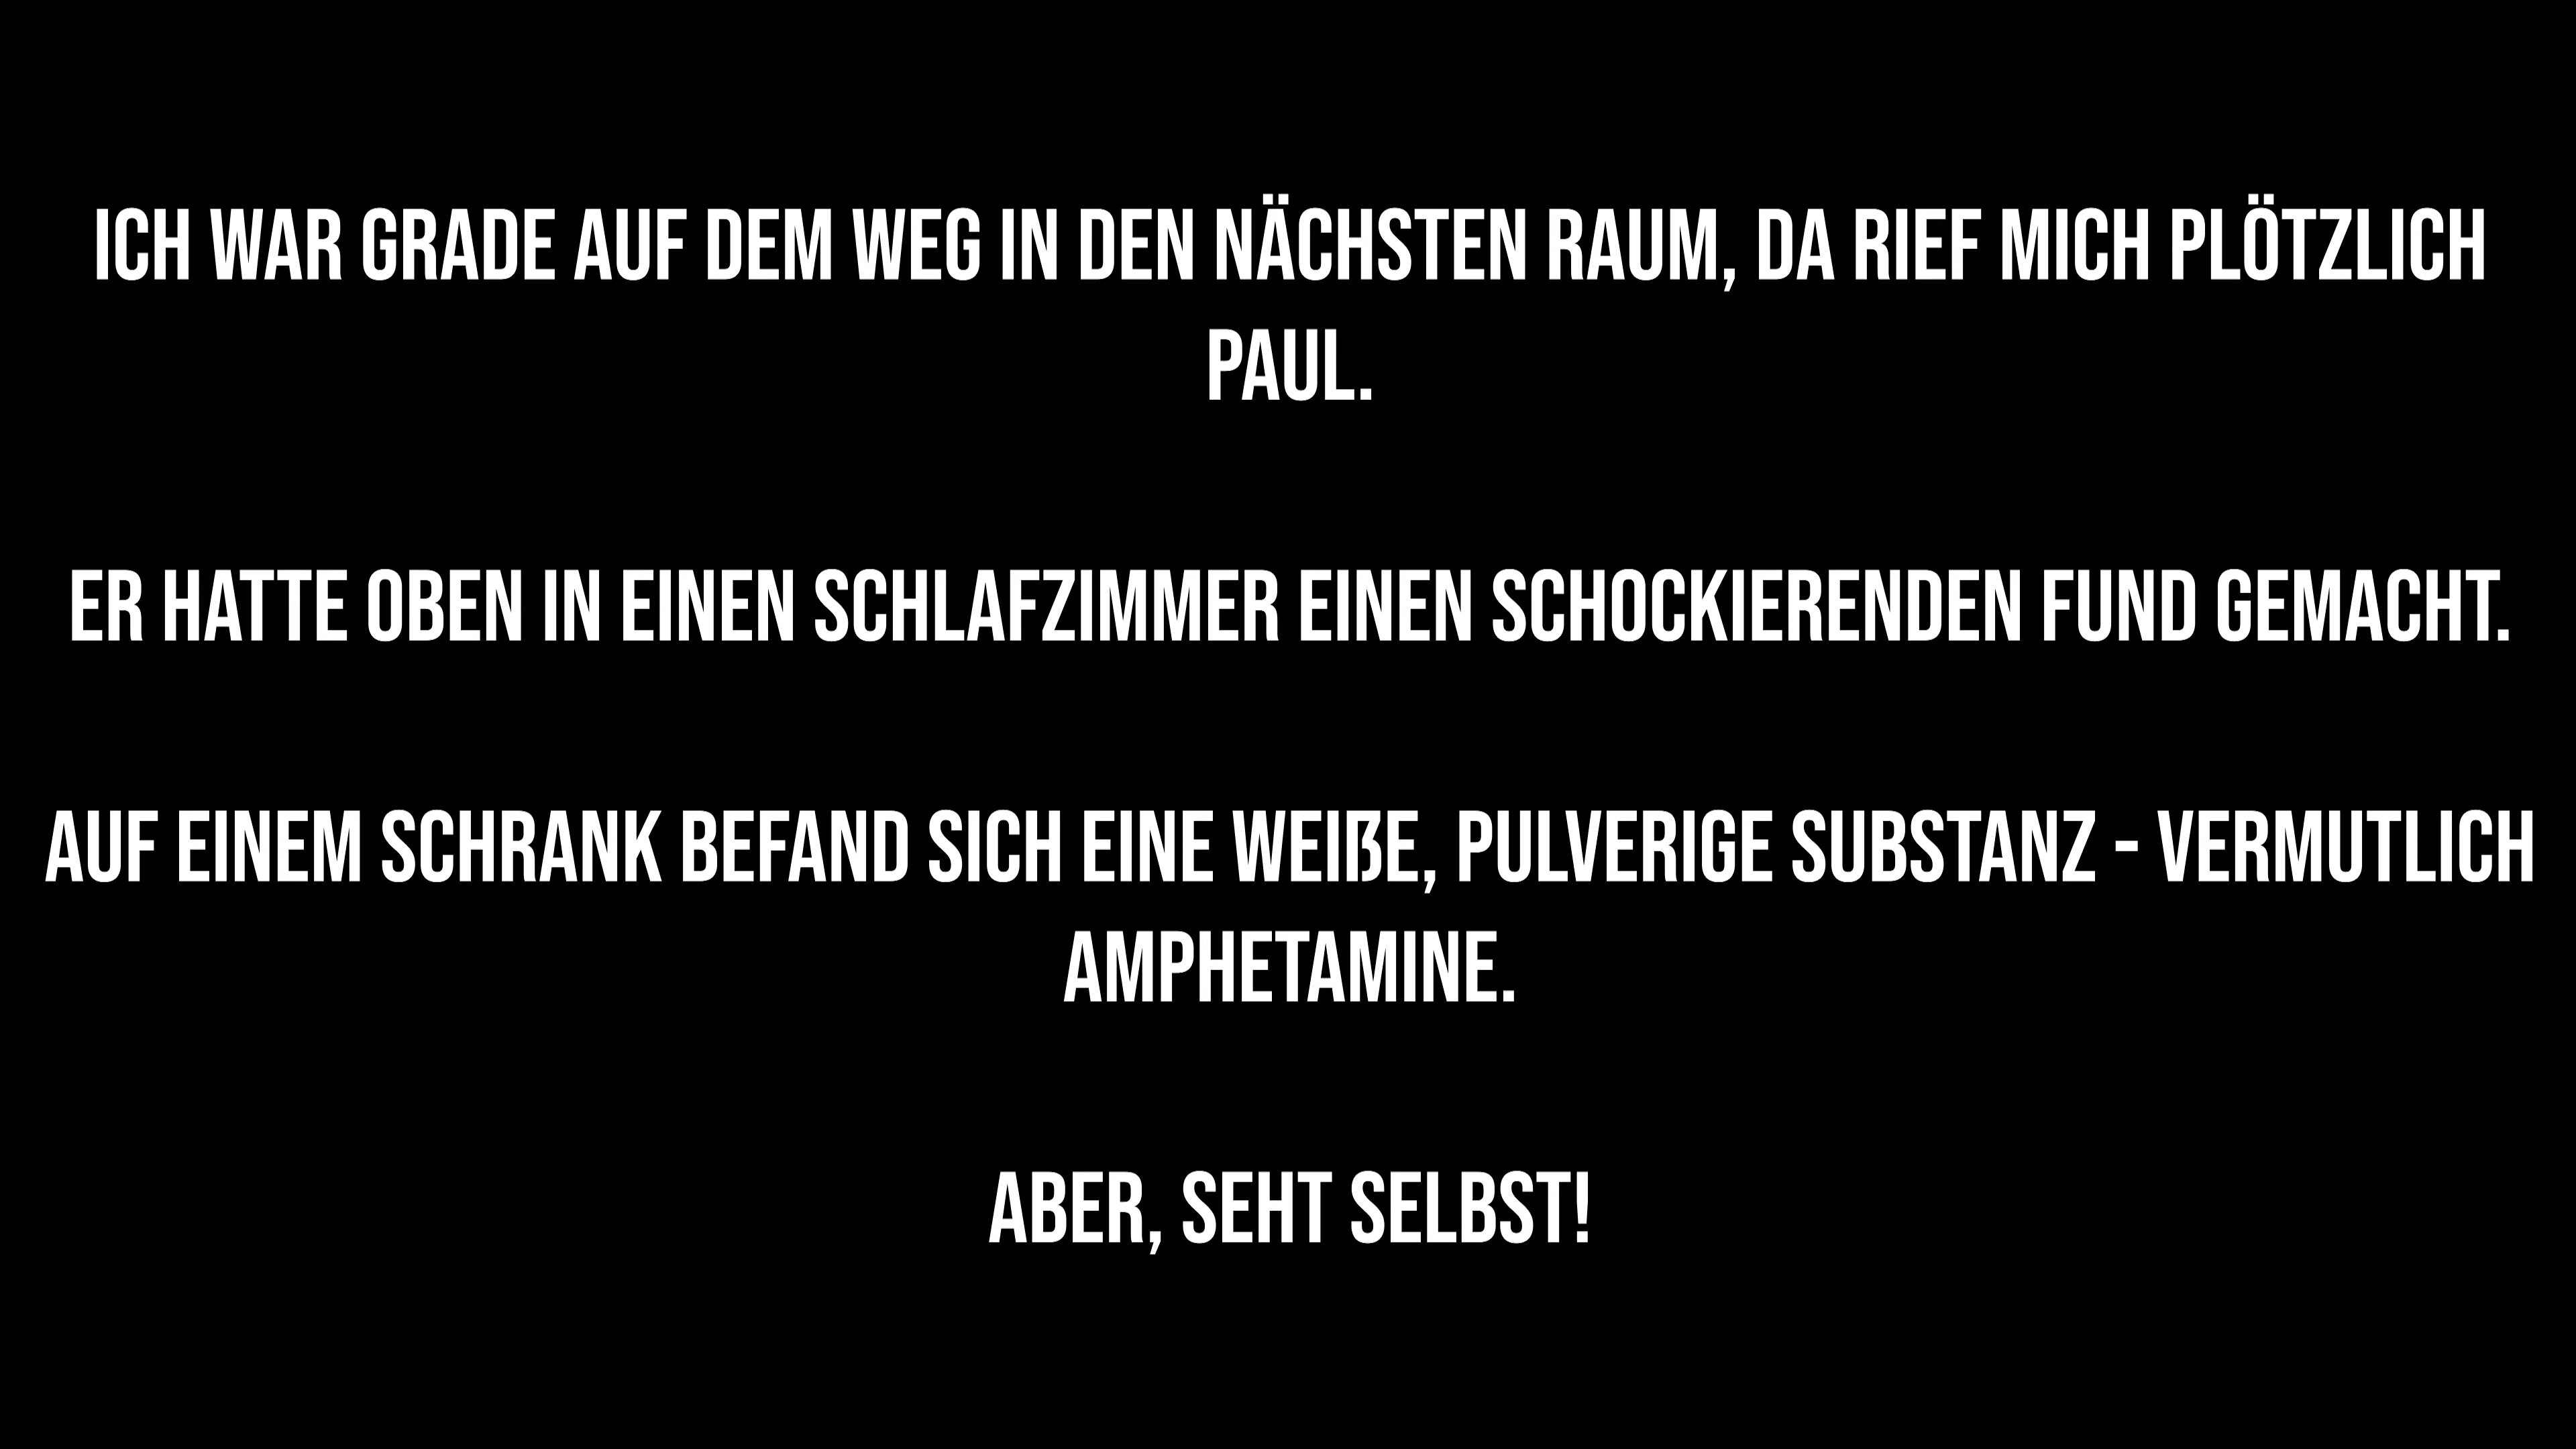 ICH WAR GRADE AUF DEM WEG IN DEN NÄCHSTEN RAUM, DA RIEF MICH PLÖTZLICH
PAUL.
ER HATTE OBEN IN EINEN SCHLAFZIMMER EINEN SCHOCKIERENDEN FUND GEMACHT.
AUF EINEM SCHRANK BEFAND SICH EINE WEIßE, PULVERIGE SUBSTANZ - VERMUTLICH
AMPHETAMINE.
ABER, SEHT SELBST!